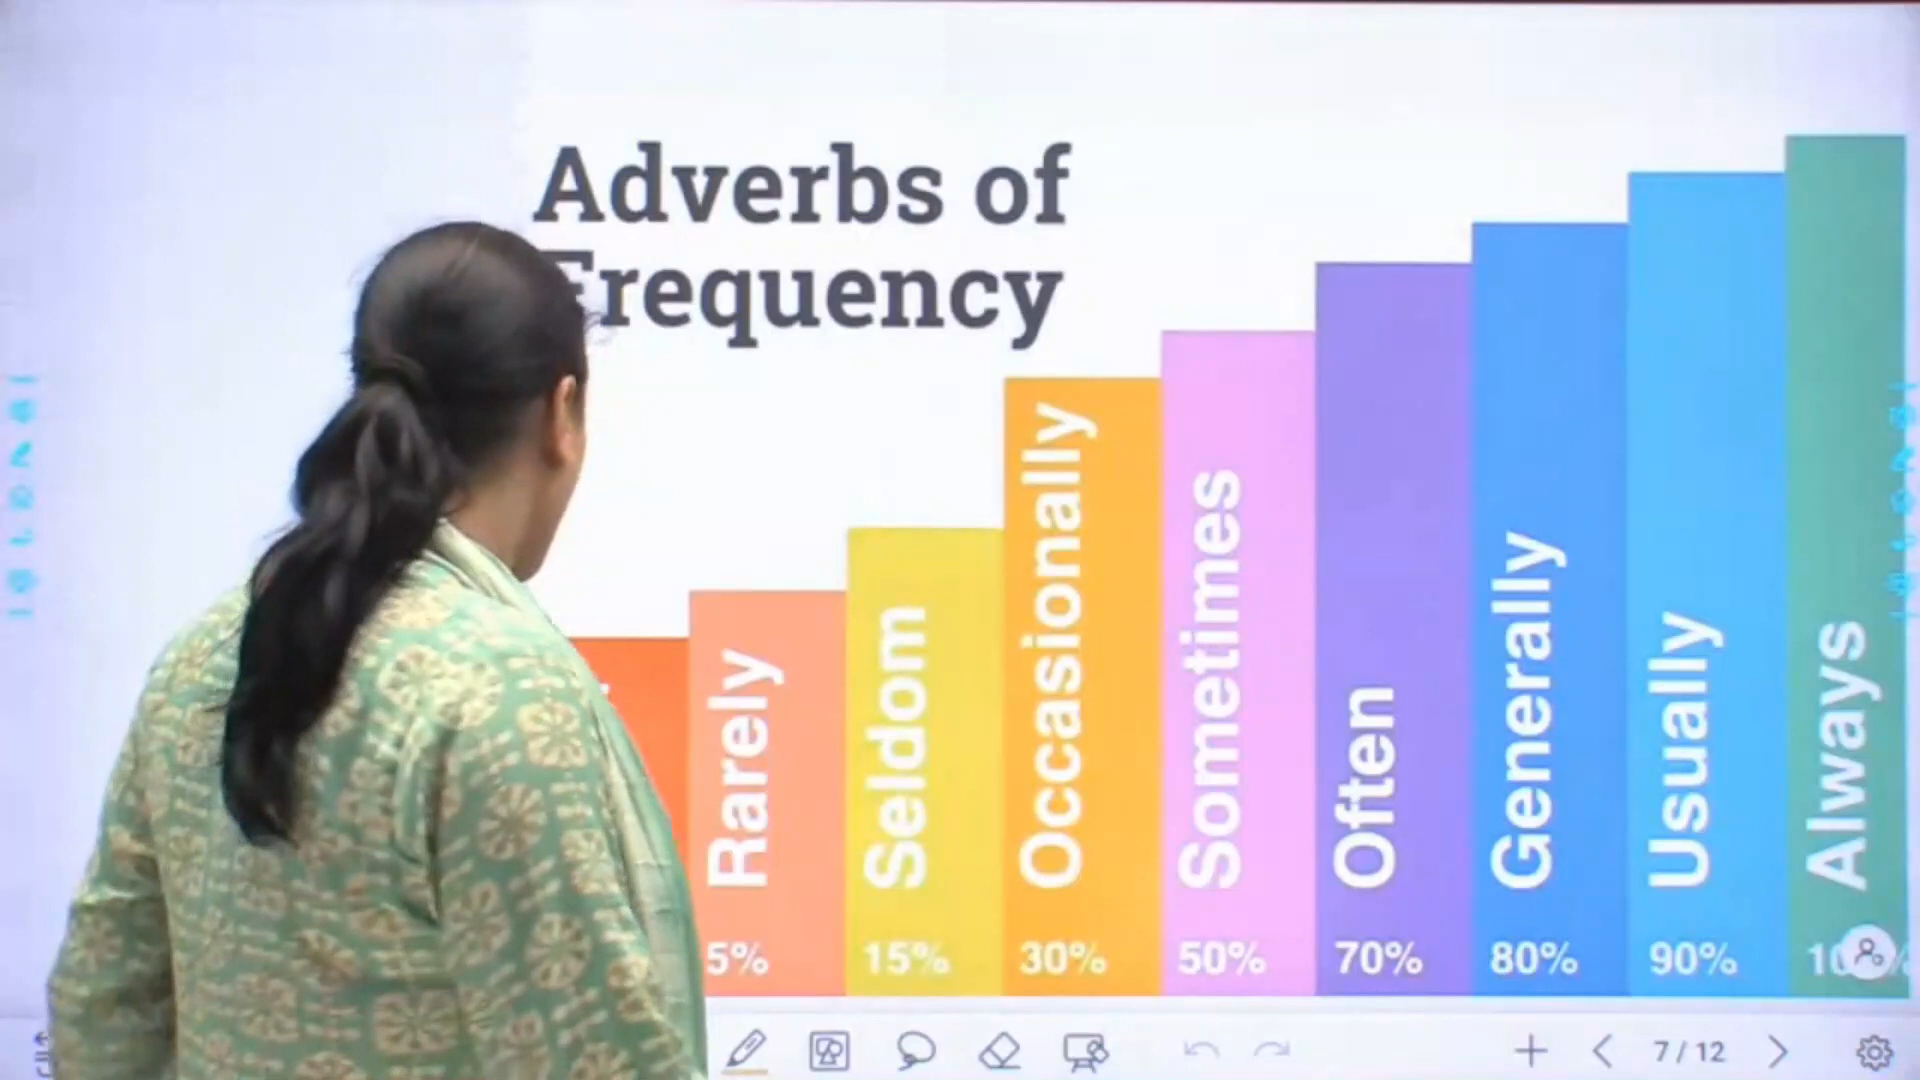 Adverbs of
Frequency
Rarely
Seldom
Occasionally
Sometimes
Often
Generally
Usually
Always
5%
15%
30%
50%
70%
80%
90%
7 / 12